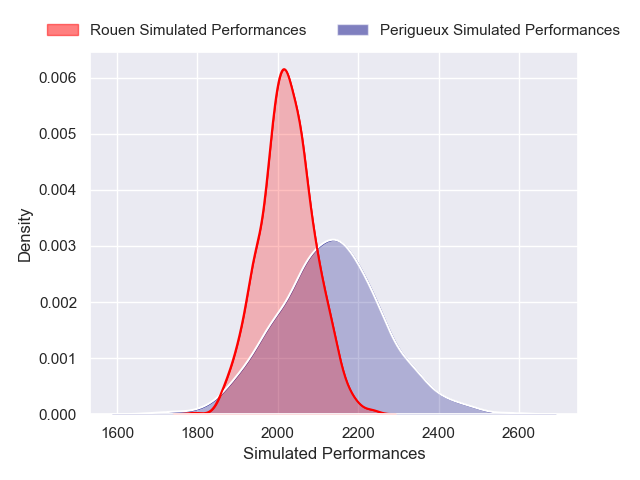 Rouen Simulated Performances Perigueux Simulated Performances
0.006
0.005
0.004
0.003
0.002
0.001
0.000
Density
1600 1800 2000 2200 2400 2600
Simulated Performances